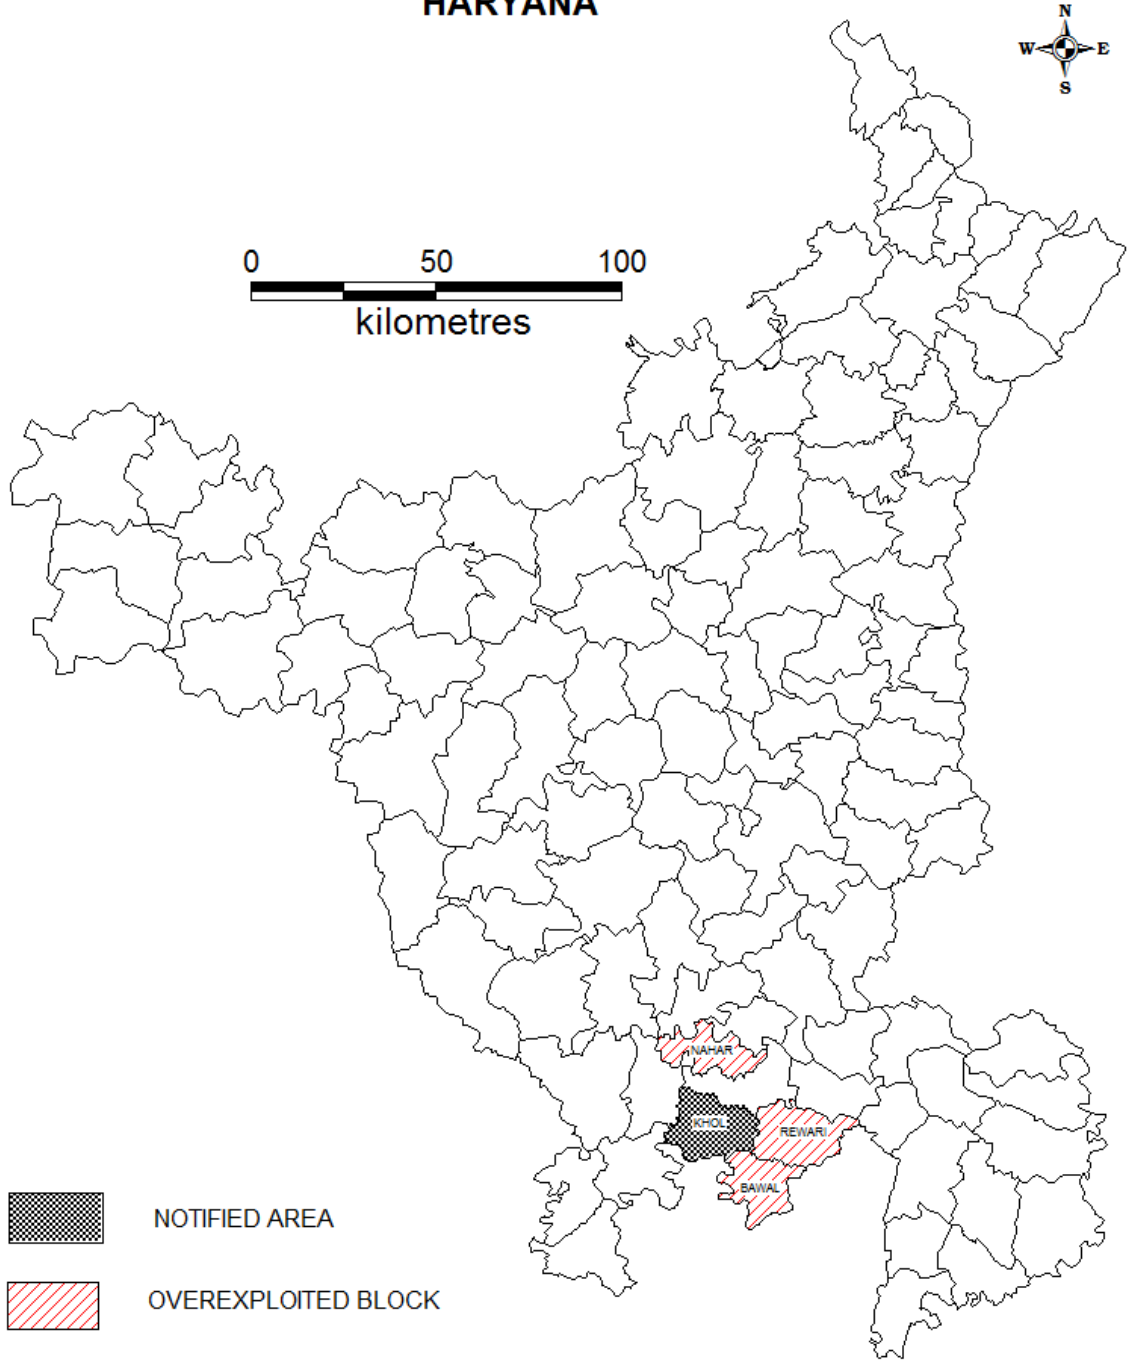 HARYANA
N
W E
S
0 50 100
kilometres
NAHAR
KHOL
REWARI
BAWAL
NOTIFIED AREA
OVEREXPLOITED BLOCK